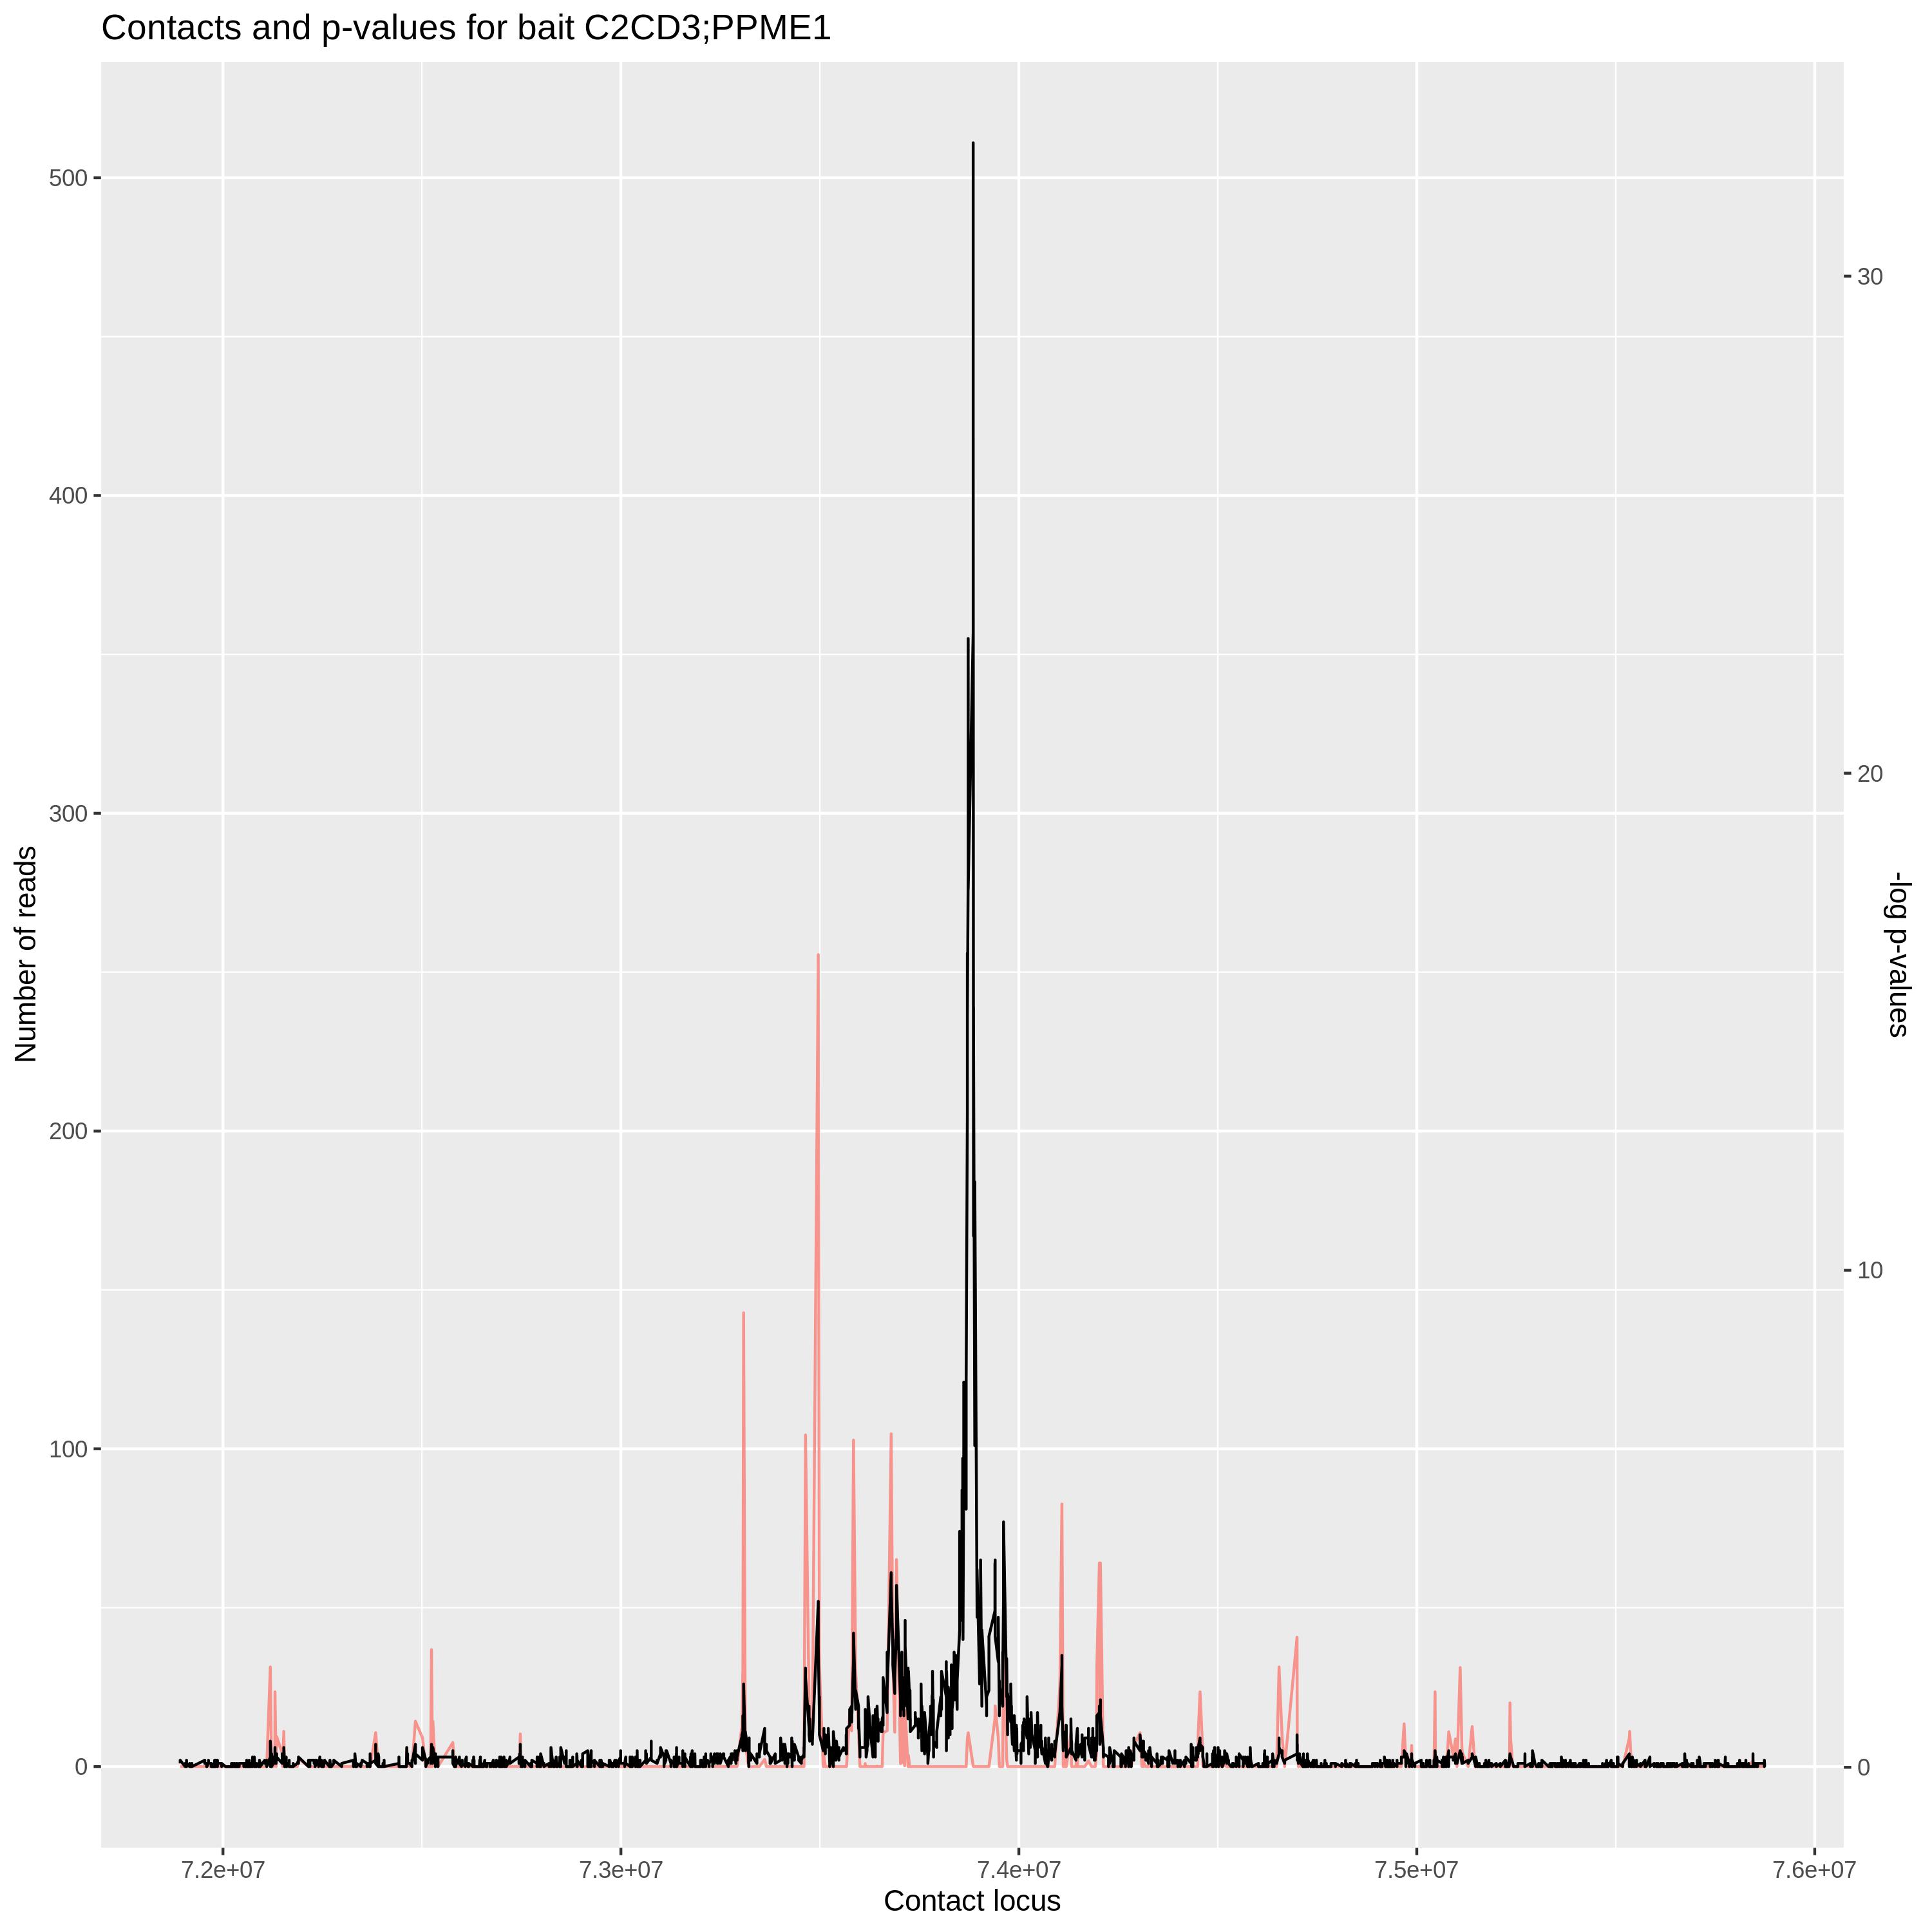 Contacts and p-values for bait C2CD3;PPME1
500
400
300
200
100
0
Number of reads
30
20
10
0
-log p-values
7.2e+07
7.3e+07
7.4e+07
7.5e+07
7.6e+07
Contact locus